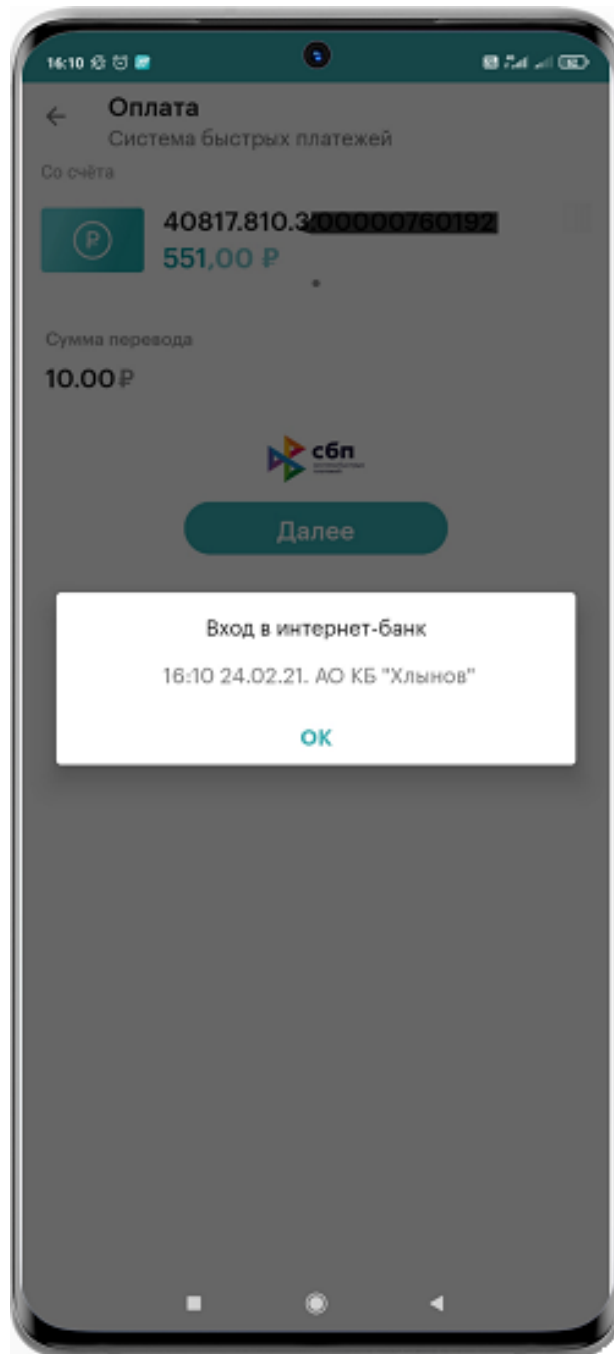 16:10
Оплата
Система быстрых платежей
Со счёта
40817.810.3
551,00 ₽
Сумма перевода
10.00 ₽
сбп
Далее
Вход в интернет-банк
16:10 24.02.21. АО КБ "Хлынов"
OK